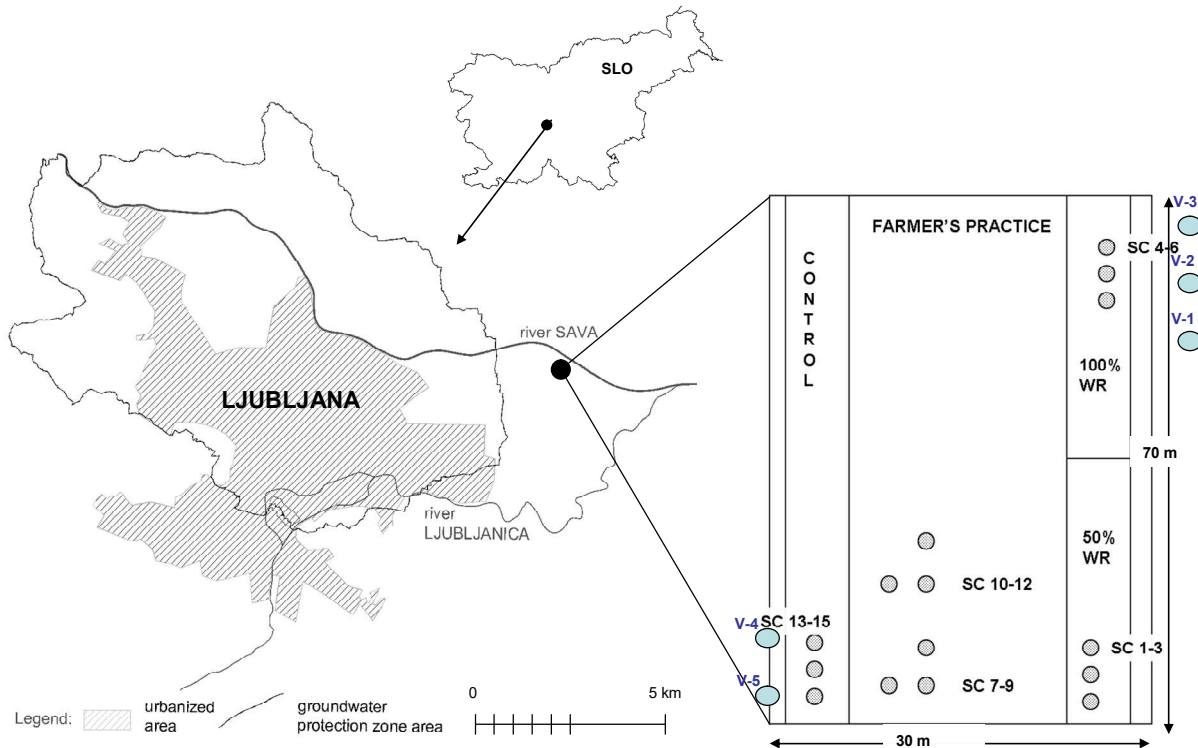 SLO
river SAVA
LJUBLJANA
river
LJUBLJANICA
Legend:
urbanized
area
groundwater
protection zone area
0
5 km
FARMER'S PRACTICE
CONTROL
V-3
SC 4-6
V-2
V-1
100%
WR
70 m
50%
WR
SC 10-12
V-4
SC 13-15
SC 1-3
V-5
SC 7-9
30 m